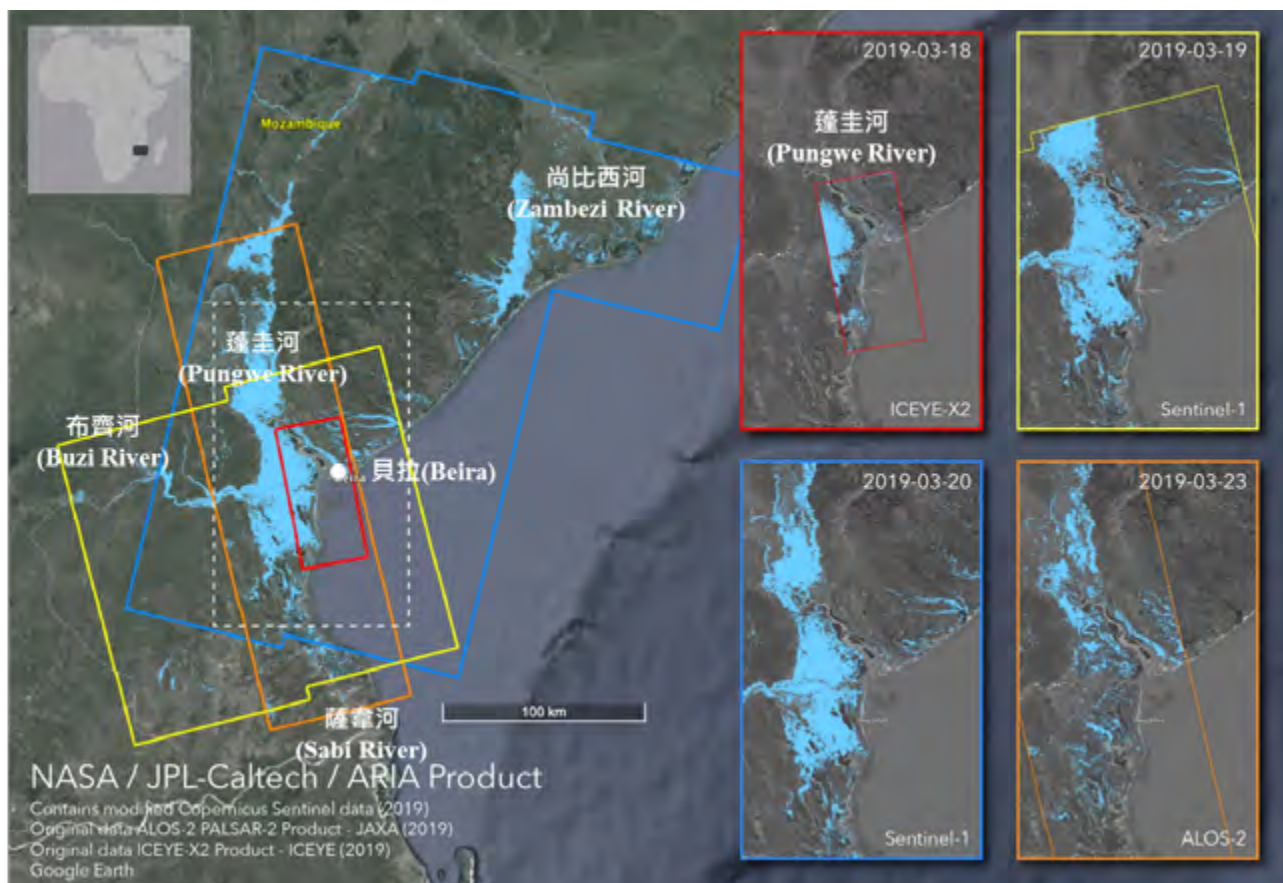 Mozambique
尚比西河
(Zambezi River)
蓬圭河
(Pungwe River)
布齊河
(Buzi River)
貝拉(Beira)
薩韋河
(Sabi River)
100 km
NASA / JPL-Caltech / ARIA Product
Contains modified Copernicus Sentinel data (2019)
Original data ALOS-2 PALSAR-2 Product - JAXA (2019)
Original data ICEYE-X2 Product - ICEYE (2019)
Google Earth
2019-03-18
蓬圭河
(Pungwe River)
ICEYE-X2
2019-03-19
Sentinel-1
2019-03-20
Sentinel-1
2019-03-23
ALOS-2